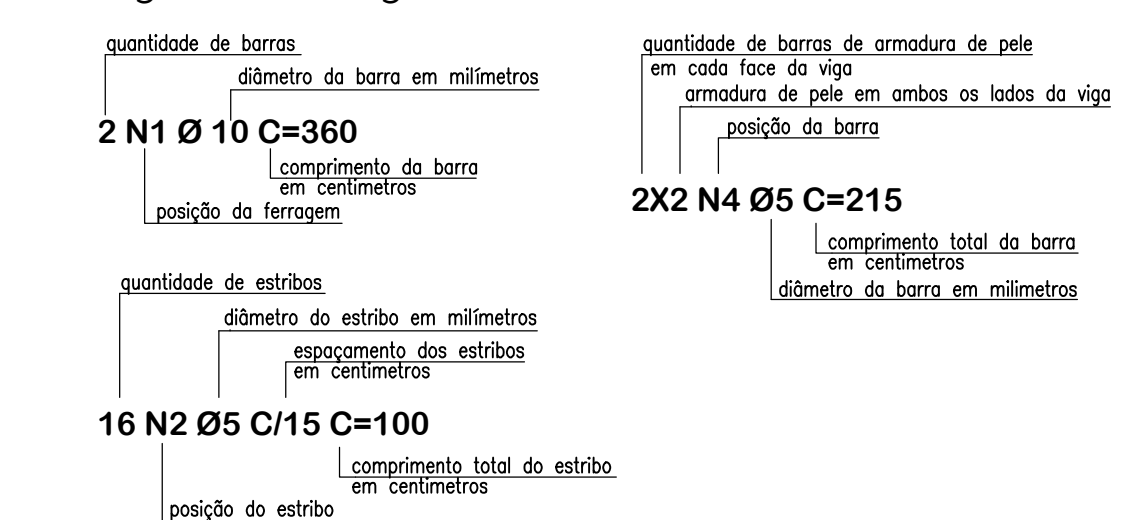 quantidade de barras
diâmetro da barra em milímetros
2 N1 Ø 10 C=360
comprimento da barra
em centimetros
posição da ferragem
quantidade de barras de armadura de pele
em cada face da viga
armadura de pele em ambos os lados da viga
posição da barra
2X2 N4 Ø5 C=215
comprimento total da barra
em centimetros
diâmetro da barra em milimetros
quantidade de estribos
diâmetro do estribo em milímetros
espaçamento dos estribos
em centimetros
16 N2 Ø5 C/15 C=100
comprimento total do estribo
em centimetros
posição do estribo